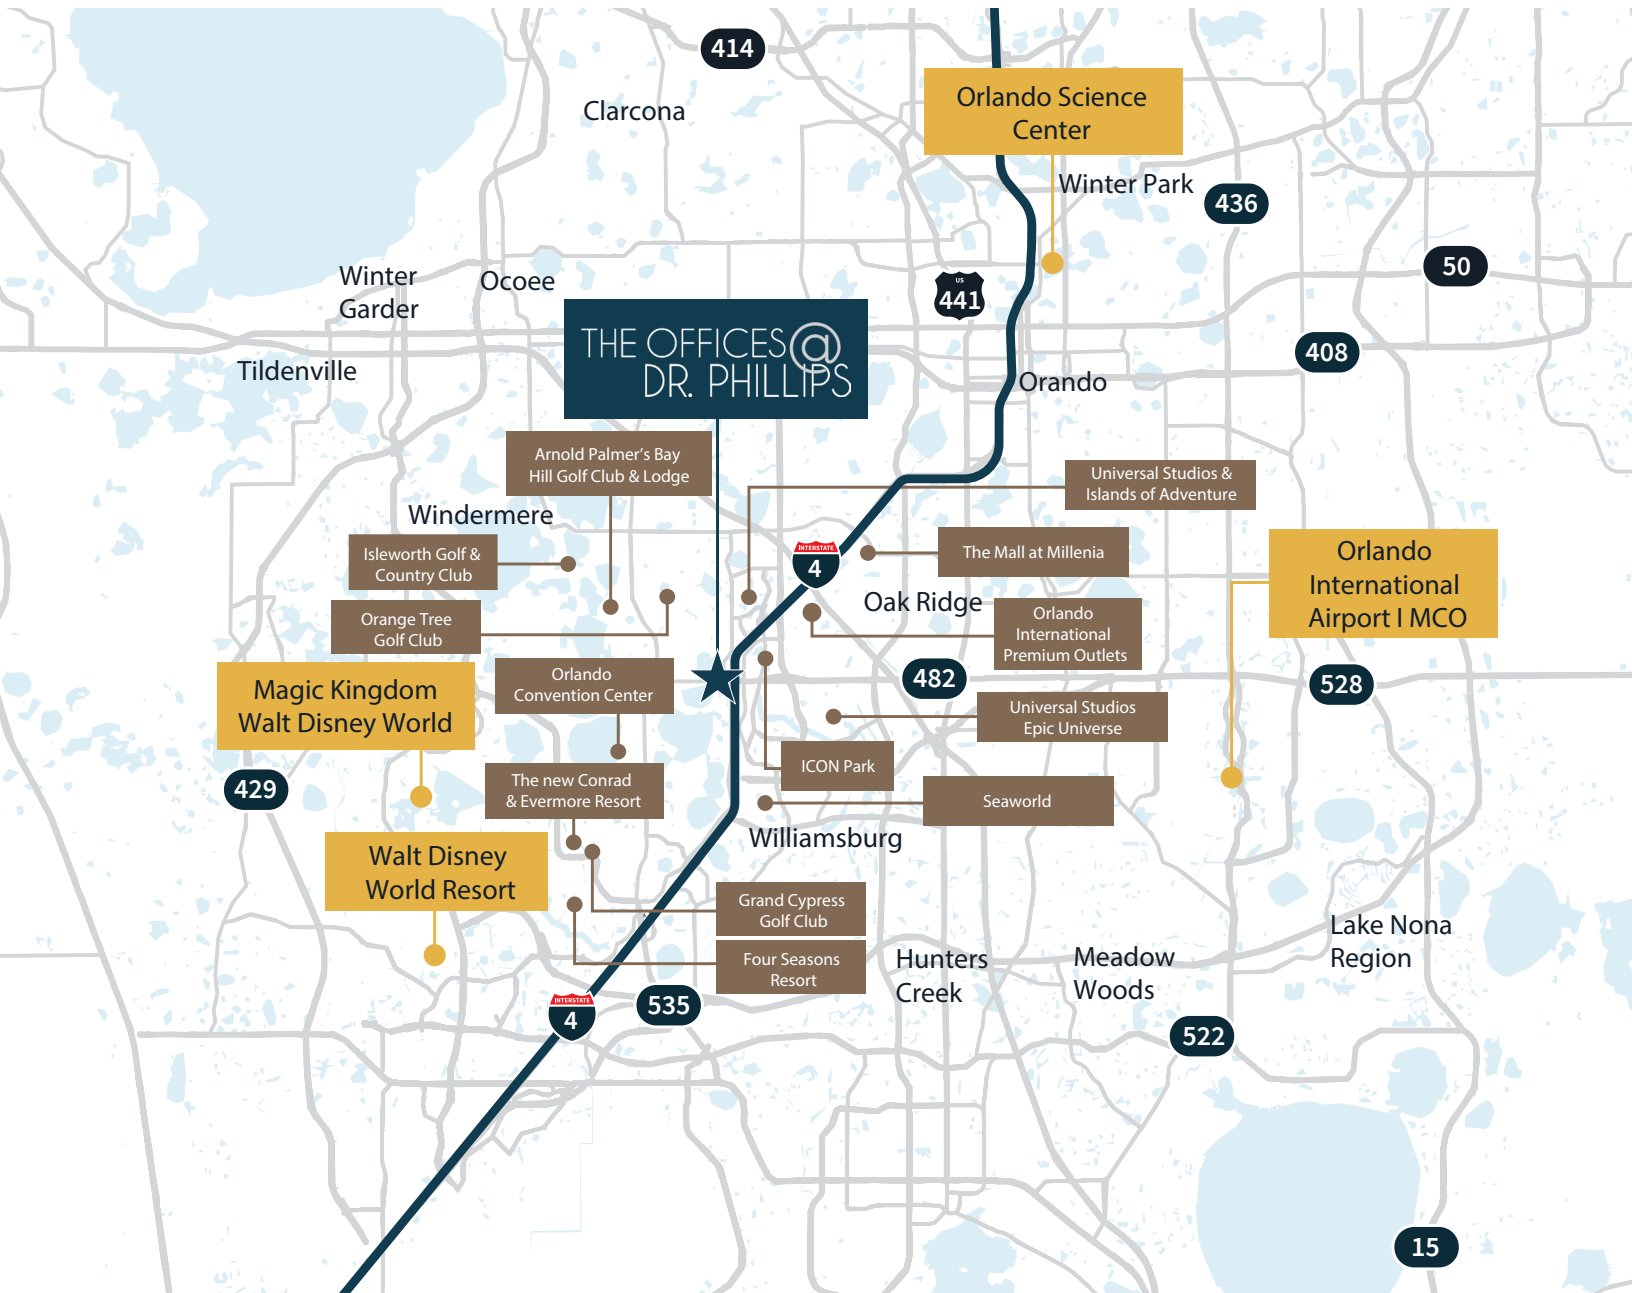 414
Clarcona
Orlando Science
Center
Winter Park
436
50
Winter
Garder
Ocoee
US
441
THE OFFICES @
DR. PHILLIPS
408
Tildenville
Orando
Arnold Palmer's Bay
Hill Golf Club & Lodge
Universal Studios &
Islands of Adventure
Windermere
Isleworth Golf &
Country Club
INTERSTATE
4
The Mall at Millenia
Orlando
International
Airport I MCO
Orange Tree
Golf Club
Oak Ridge
Orlando
International
Premium Outlets
Magic Kingdom
Walt Disney World
Orlando
Convention Center
482
528
Universal Studios
Epic Universe
ICON Park
429
The new Conrad
& Evermore Resort
Seaworld
Williamsburg
Walt Disney
World Resort
Grand Cypress
Golf Club
Four Seasons
Resort
Hunters
Creek
Meadow
Woods
Lake Nona
Region
INTERSTATE
4
535
522
15